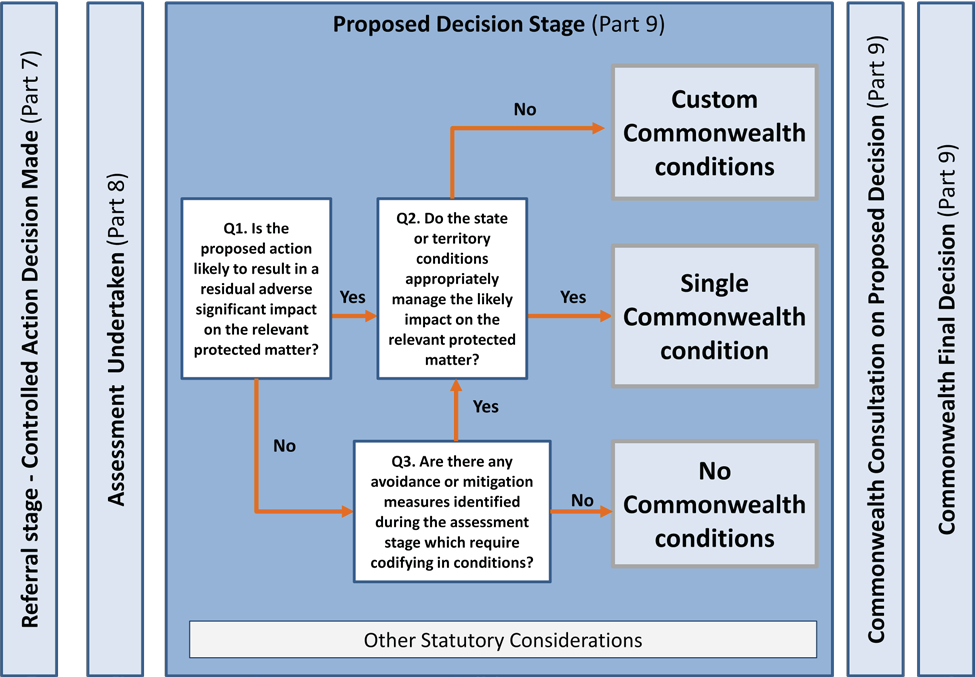 Referral stage - Controlled Action Decision Made (Part 7)
Assessment Undertaken (Part 8)
Proposed Decision Stage (Part 9)
Q1. Is the
proposed action
likely to result in a
residual adverse
significant impact
on the relevant
protected matter?
Yes
No
Q2. Do the state
or territory
conditions
appropriately
manage the likely
impact on the
relevant protected
matter?
No
Yes
Q3. Are there any
avoidance or mitigation
measures identified
during the assessment
stage which require
codifying in conditions?
Yes
No
Custom
Commonwealth
conditions
Single
Commonwealth
condition
No
Commonwealth
conditions
Other Statutory Considerations
Commonwealth Consultation on Proposed Decision (Part 9)
Commonwealth Final Decision (Part 9)